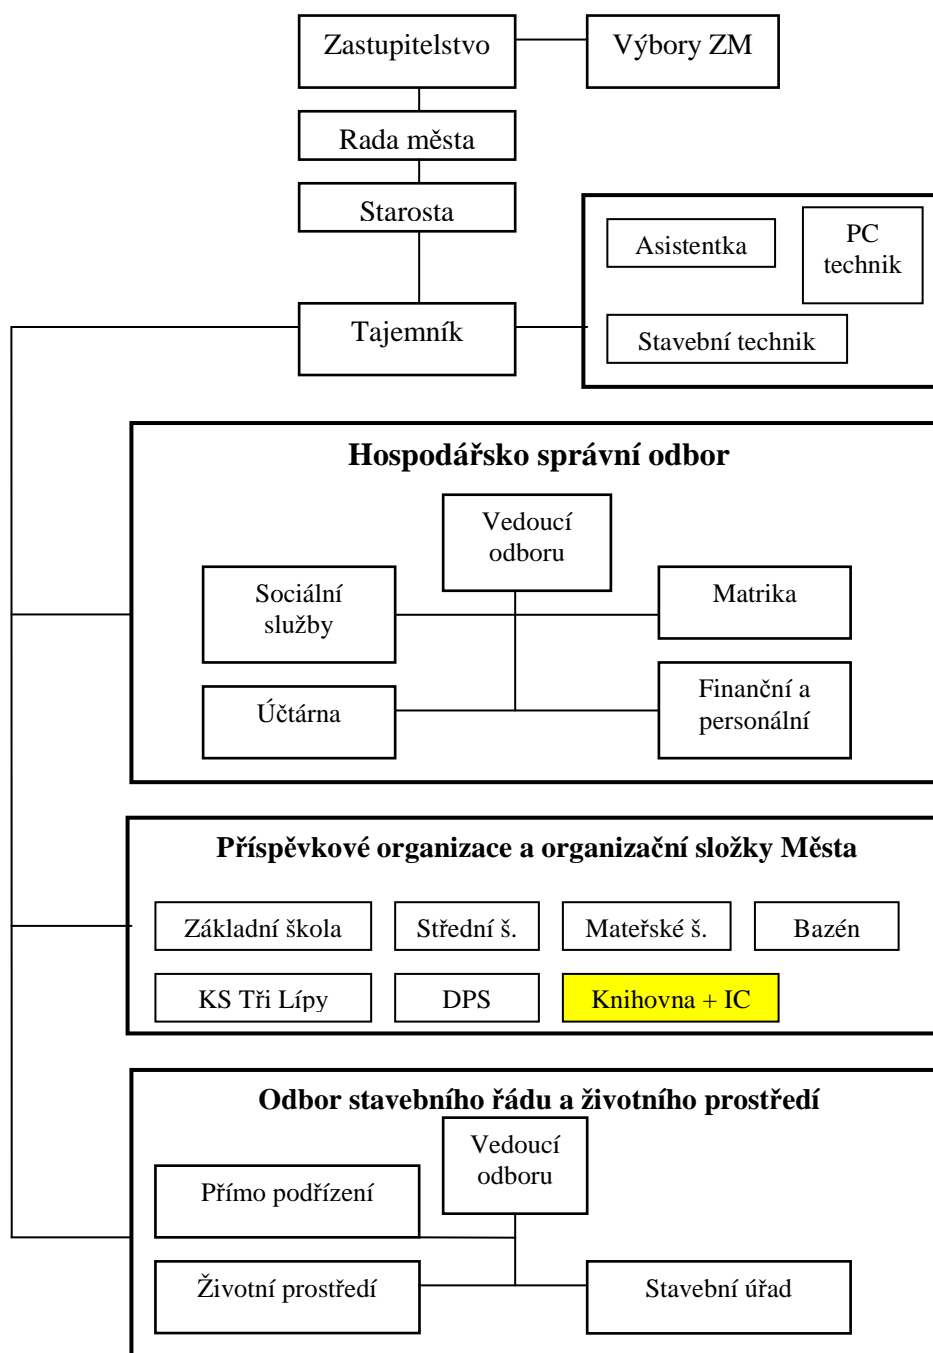 Zastupitelstvo
Výbory ZM
Rada města
Starosta
Asistentka
PC
technik
Tajemník
Stavební technik
Hospodářsko správní odbor
Vedoucí
odboru
Sociální
služby
Matrika
Účtárna
Finanční a
personální
Příspěvkové organizace a organizační složky Města
Základní škola
Střední š.
Mateřské š.
Bazén
KS Tři Lípy
DPS
Knihovna + IC
Odbor stavebního řádu a životního prostředí
Vedoucí
odboru
Přímo podřízení
Životní prostředí
Stavební úřad